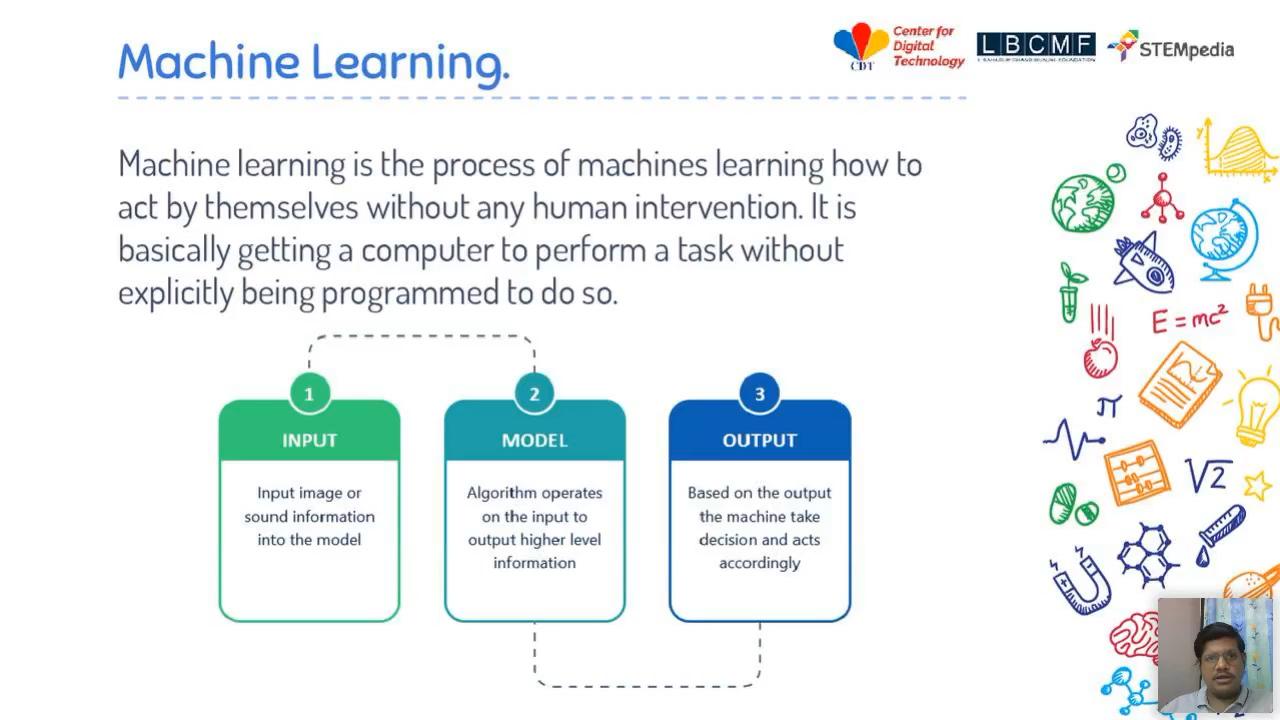 Machine Learning.
CDT
Center for
Digital
Technology
LBCMF
STEMpedia
Machine learning is the process of machines learning how to
act by themselves without any human intervention. It is
basically getting a computer to perform a task without
explicitly being programmed to do so.
1
INPUT
Input image or
sound information
into the model
2
MODEL
Algorithm operates
on the input to
output higher level
information
3
OUTPUT
Based on the output
the machine take
decision and acts
accordingly
y
x
E = mc²
π
√2